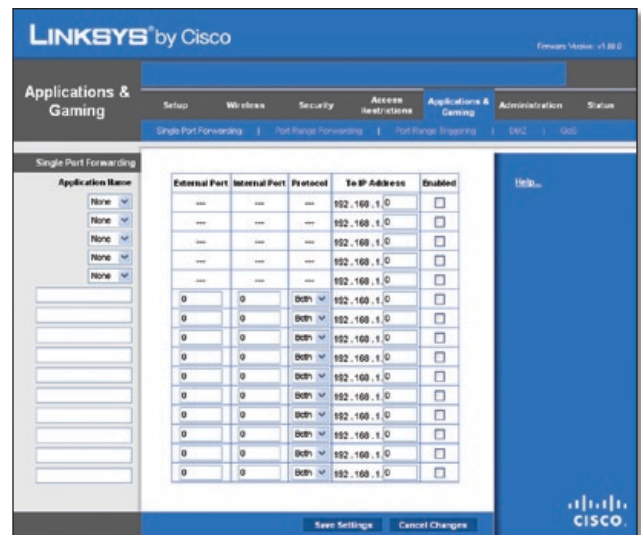 LINKSYS® by Cisco
Firmware Version: v1.00.0
Applications & Gaming
Setup Wireless Security Access Restrictions Applications & Gaming Administration Status
Single Port Forwarding | Port Range Forwarding | Port Range Triggering | DMZ | QoS
Single Port Forwarding
Application Name External Port Internal Port Protocol To IP Address Enabled
Help...
None --- --- --- 192.168.1.0
None --- --- --- 192.168.1.0
None --- --- --- 192.168.1.0
None --- --- --- 192.168.1.0
None --- --- --- 192.168.1.0
0 0 Both 192.168.1.0
0 0 Both 192.168.1.0
0 0 Both 192.168.1.0
0 0 Both 192.168.1.0
0 0 Both 192.168.1.0
0 0 Both 192.168.1.0
0 0 Both 192.168.1.0
0 0 Both 192.168.1.0
0 0 Both 192.168.1.0
0 0 Both 192.168.1.0
Save Settings Cancel Changes
CISCO.